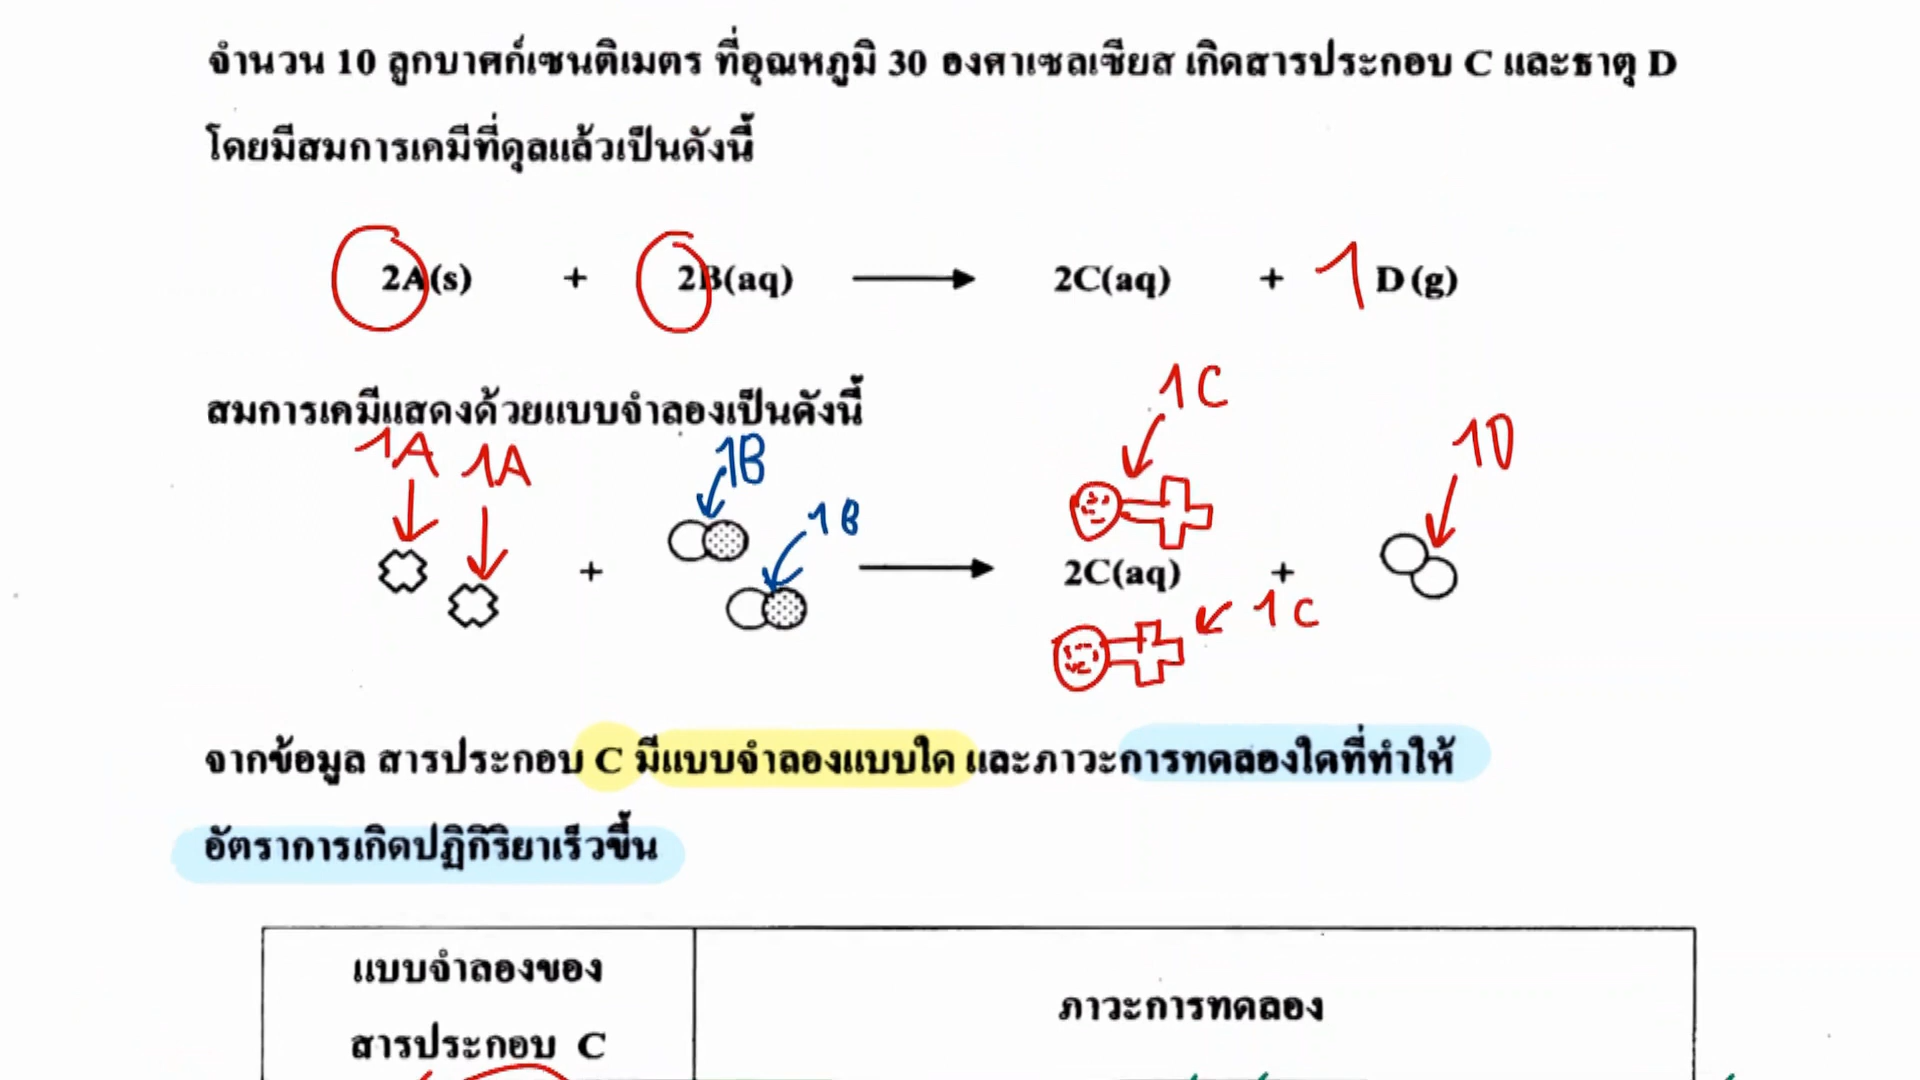 จำนวน 10 ลูกบาศก์เซนติเมตร ที่อุณหภูมิ 30 องศาเซลเซียส เกิดสารประกอบ C และธาตุ D
โดยมีสมการเคมีที่ดุลแล้วเป็นดังนี้
2A(s) + 2B(aq) ⟶ 2C(aq) + 1 D (g)
สมการเคมีแสดงด้วยแบบจำลองเป็นดังนี้
1C
1A 1A 1B 1D
1B
+ ⟶ 2C(aq) +
1C
จากข้อมูล สารประกอบ C มีแบบจำลองแบบใด และภาวะการทดลองใดที่ทำให้
อัตราการเกิดปฏิกิริยาเร็วขึ้น
แบบจำลองของ
สารประกอบ C
ภาวะการทดลอง